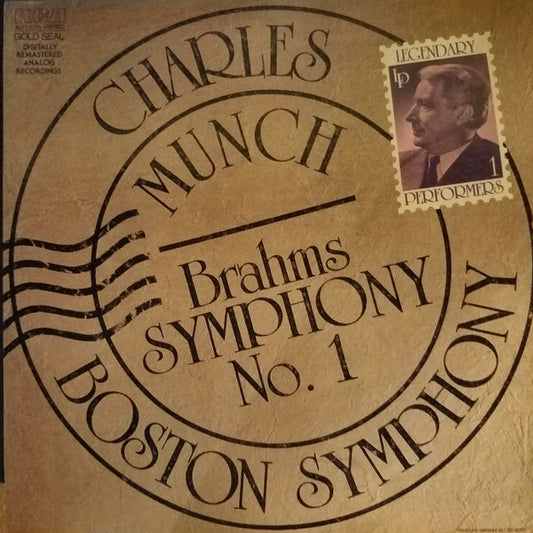 RCA
GOLD SEAL
DIGITALLY
REMASTERED
ANALOG
RECORDINGS
CHARLES
MUNCH
Brahms
SYMPHONY
No. 1
BOSTON SYMPHONY
LEGENDARY
LP
1
PERFORMERS